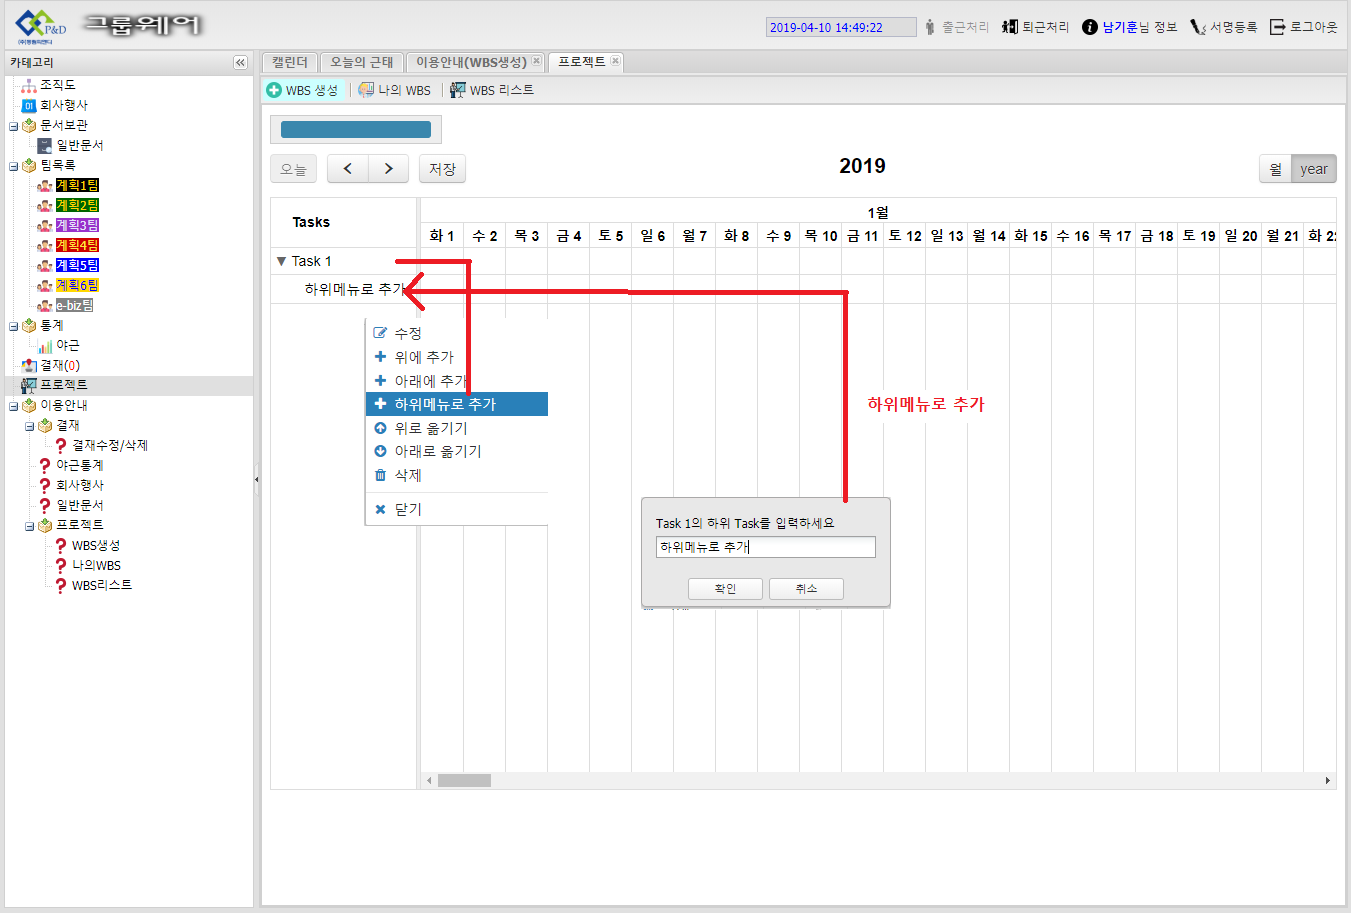 P&D
그룹웨어
2019-04-10 14:49:22
출근처리
퇴근처리
남기훈님 정보
서명등록
로그아웃
카테고리
조직도
회사행사
문서보관
일반문서
팀목록
계획1팀
계획2팀
계획3팀
계획4팀
계획5팀
계획6팀
e-biz팀
통계
야근
결재(0)
프로젝트
이용안내
결재
결재수정/삭제
야근통계
회사행사
일반문서
프로젝트
WBS생성
나의WBS
WBS리스트
캘린더
오늘의 근태
이용안내(WBS생성)
프로젝트
WBS 생성
나의 WBS
WBS 리스트
오늘
저장
2019
월
year
Tasks
1월
화 1 수 2 목 3 금 4 토 5 일 6 월 7 화 8 수 9 목 10 금 11 토 12 일 13 월 14 화 15 수 16 목 17 금 18 토 19 일 20 월 21 화 22
Task 1
하위메뉴로 추가
수정
위에 추가
아래에 추가
하위메뉴로 추가
위로 옮기기
아래로 옮기기
삭제
닫기
하위메뉴로 추가
Task 1의 하위 Task를 입력하세요
하위메뉴로 추가
확인
취소